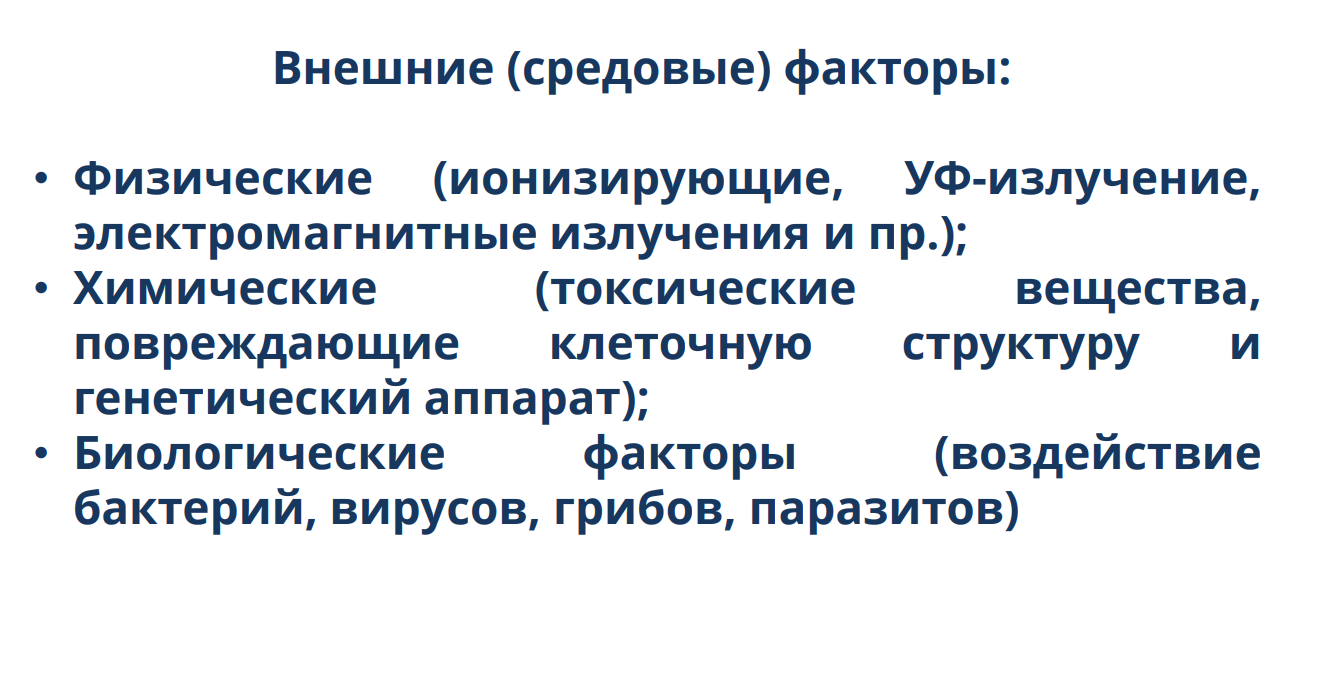 Внешние (средовые) факторы:
• Физические (ионизирующие, УФ-излучение,
электромагнитные излучения и пр.);
• Химические (токсические вещества,
повреждающие клеточную структуру и
генетический аппарат);
• Биологические факторы (воздействие
бактерий, вирусов, грибов, паразитов)